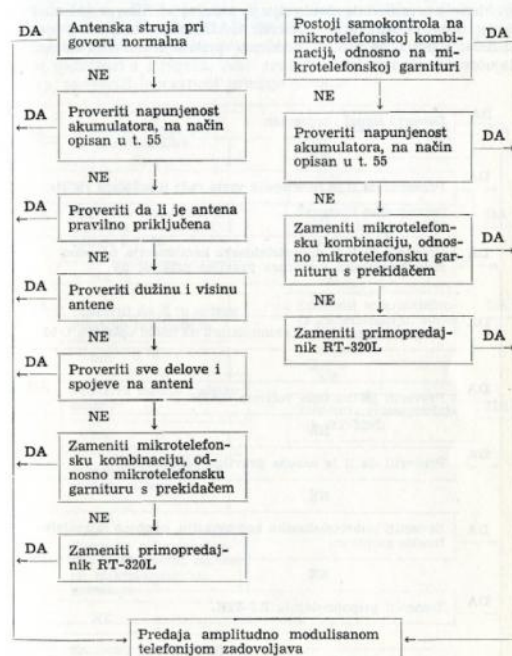 DA
Antenska struja pri
govoru normalna
NE
DA
Proveriti napunjenost
akumulatora, na način
opisan u t. 55
NE
DA
Proveriti da li je antena
pravilno priključena
NE
DA
Proveriti dužinu i visinu
antene
NE
DA
Proveriti sve delove i
spojeve na anteni
NE
DA
Zameniti mikrotelefon-
sku kombinaciju, od-
nosno mikrotelefonsku
garnituru s prekidačem
NE
DA
Zameniti primopredaj-
nik RT-320L
Postoji samokontrola na
mikrotelefonskoj kombi-
naciji, odnosno na mi-
krotelefonskoj garnituri
DA
NE
Proveriti napunjenost
akumulatora, na način
opisan u t. 55
DA
NE
Zameniti mikrotelefon-
sku kombinaciju, odnos-
no mikrotelefonsku gar-
nituru s prekidačem
DA
NE
Zameniti primopredaj-
nik RT-320L
DA
Predaja amplitudno modulisanom
telefonijom zadovoljava